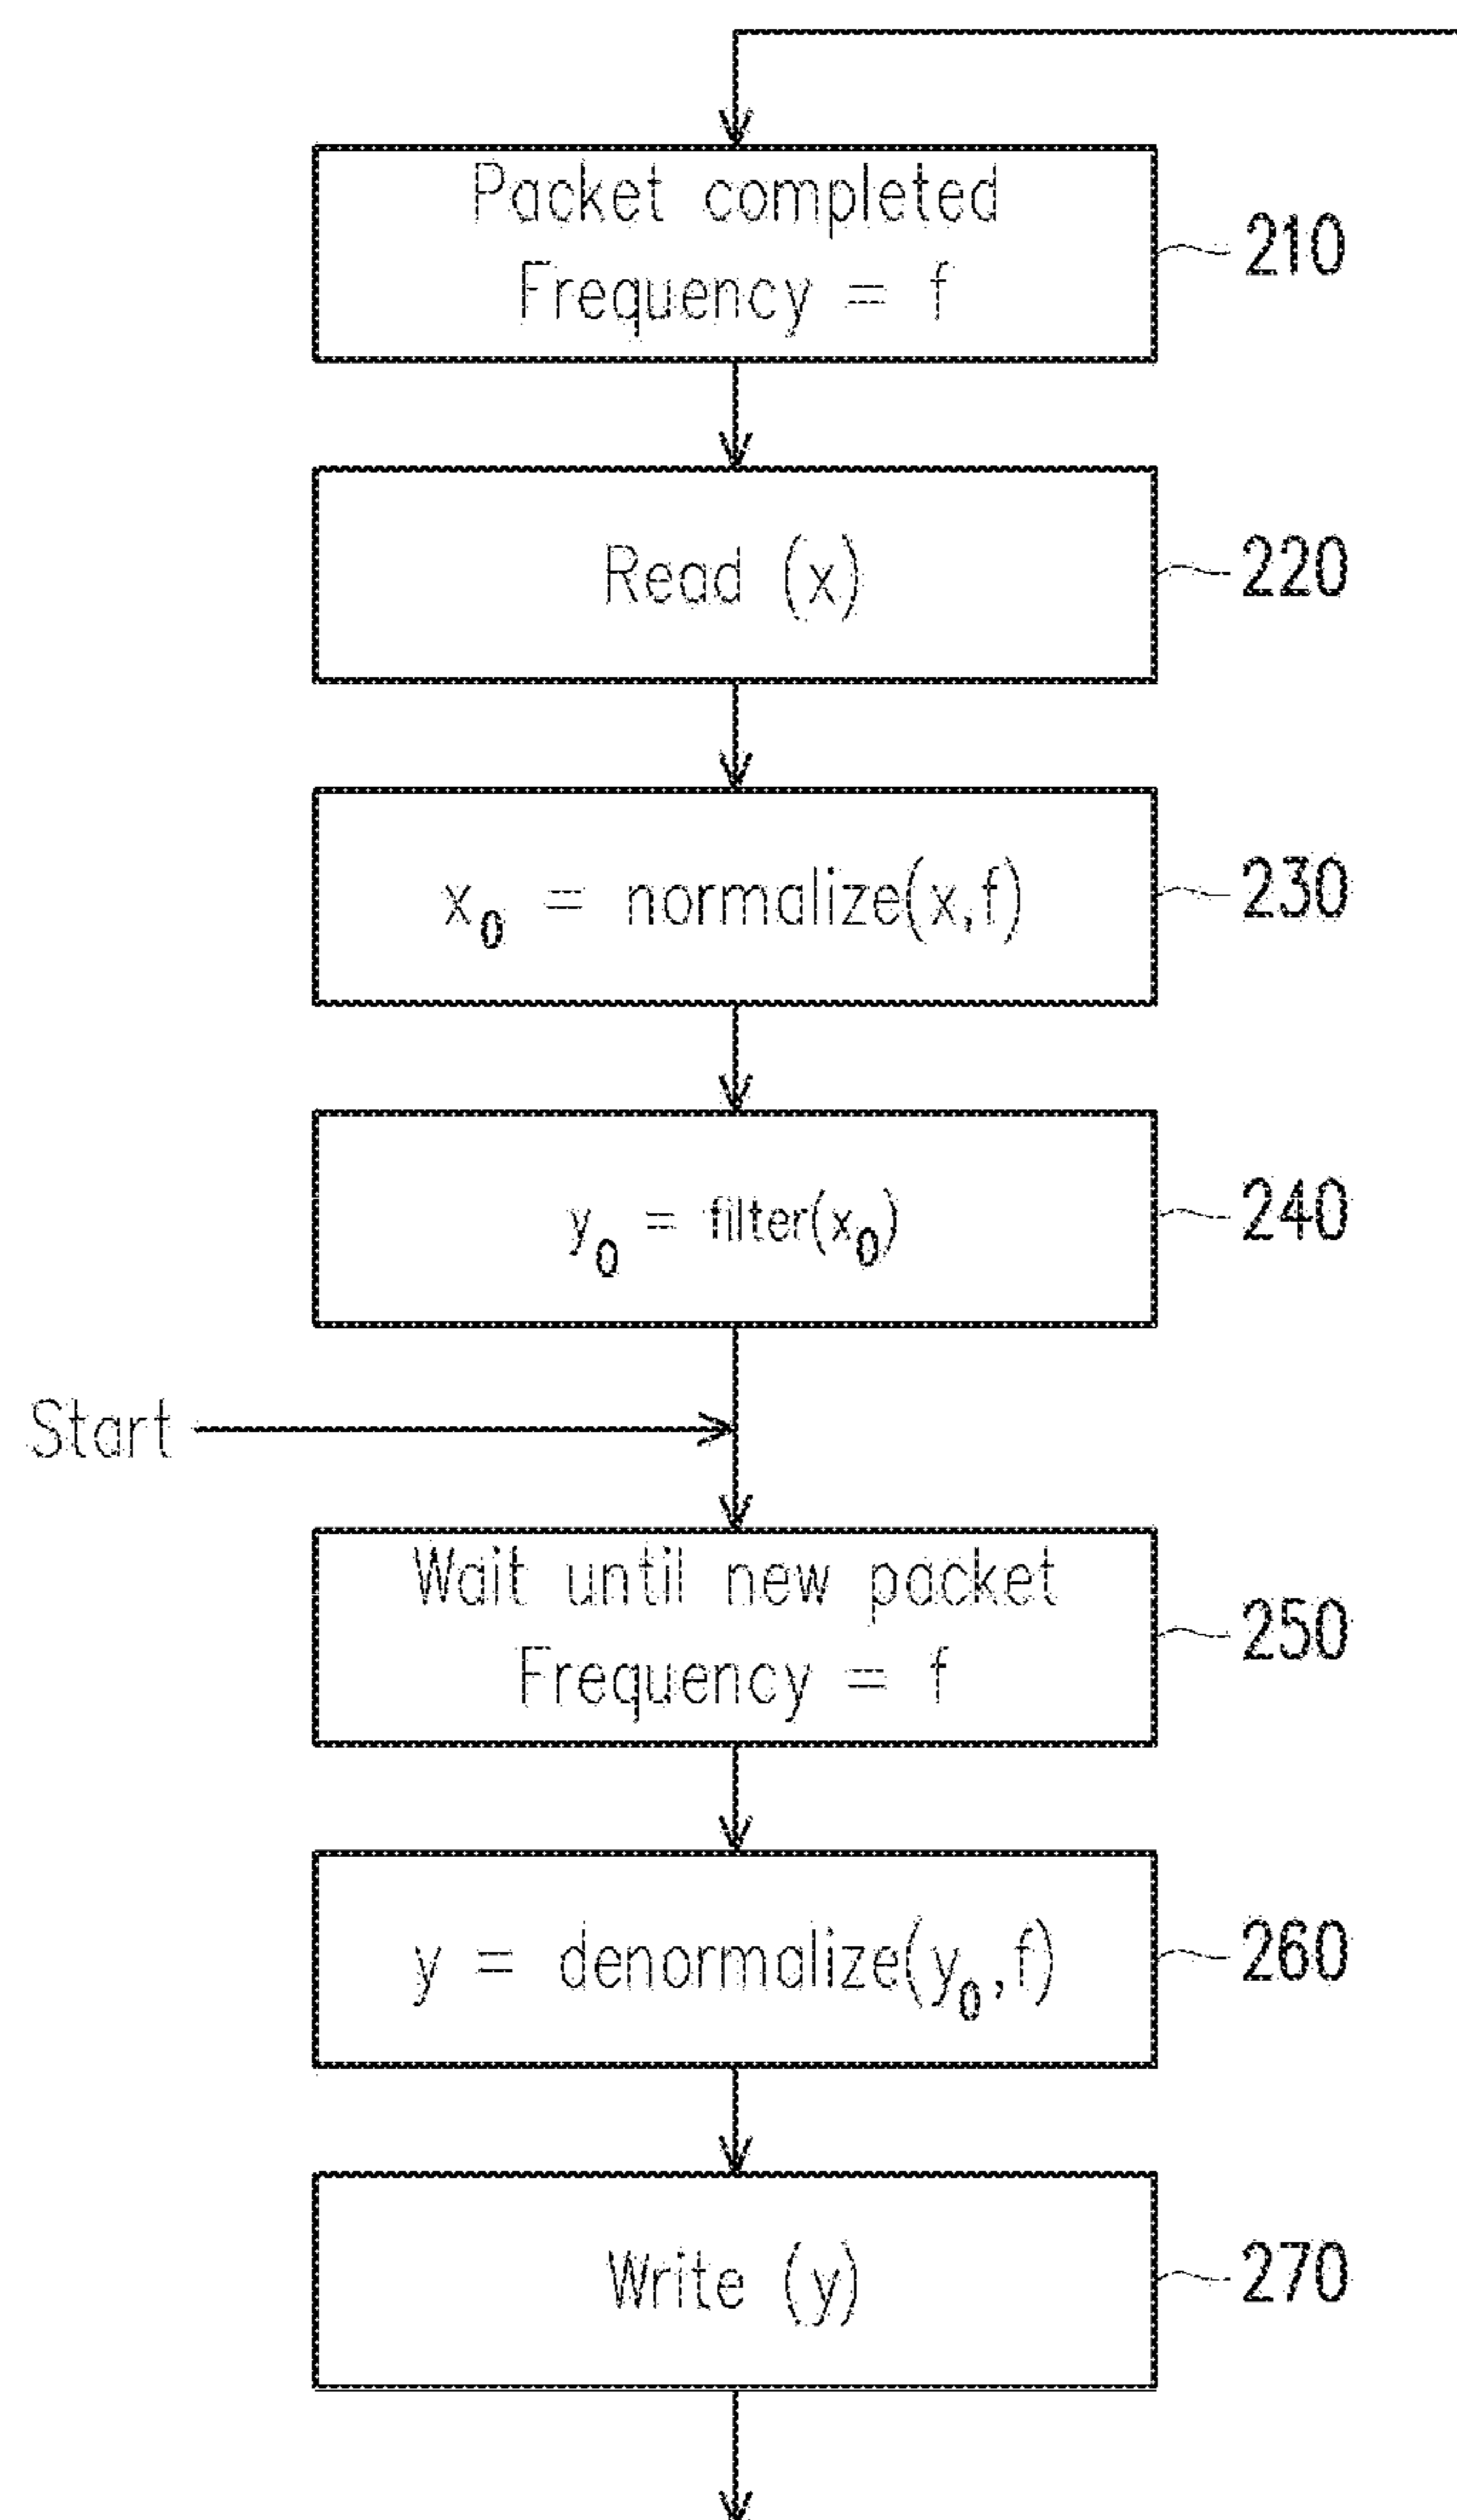 Packet completed
Frequency = f
210
Read (x)
220
x₀ = normalize(x,f)
230
y₀ = filter(x₀)
240
Start
Wait until new packet
Frequency = f
250
y = denormalize(y₀,f)
260
Write (y)
270